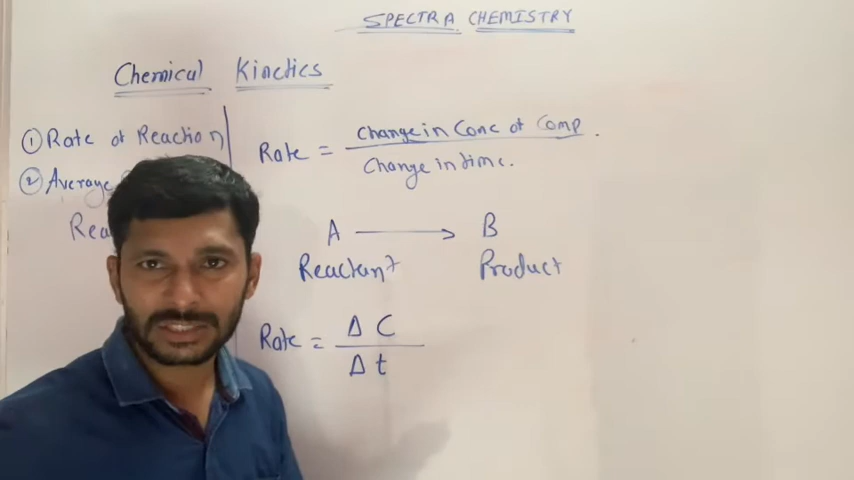 SPECTRA CHEMISTRY
Chemical Kinetics
① Rate of Reaction
② Average
Rea
Rate = Change in Conc of Comp .
Change in time.
A ⟶ B
Reactant Product
Rate = Δ C
Δ t